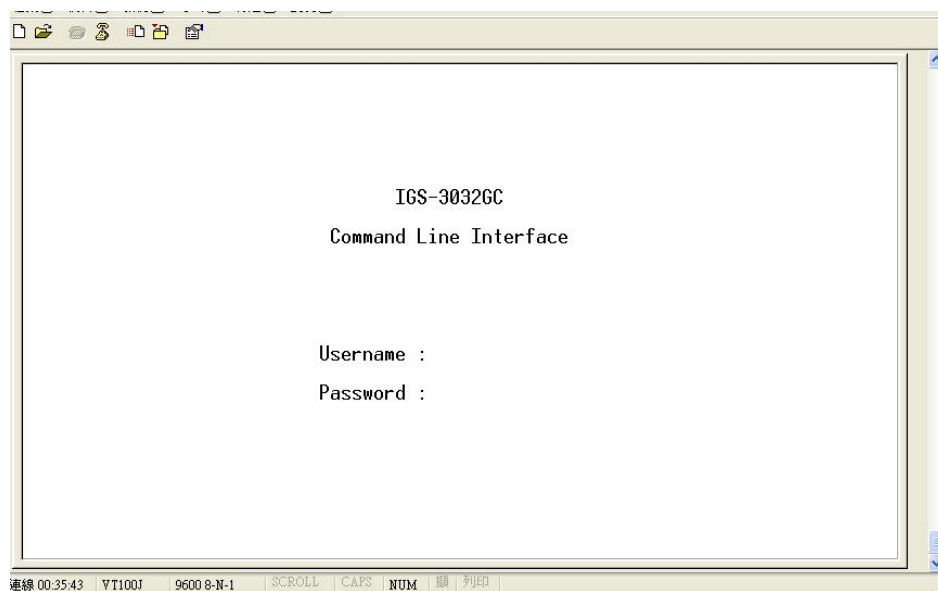 IGS-3032GC
Command Line Interface
Username :
Password :
連線 00:35:43 VT100J 9600 8-N-1 SCROLL CAPS NUM 擷 列印